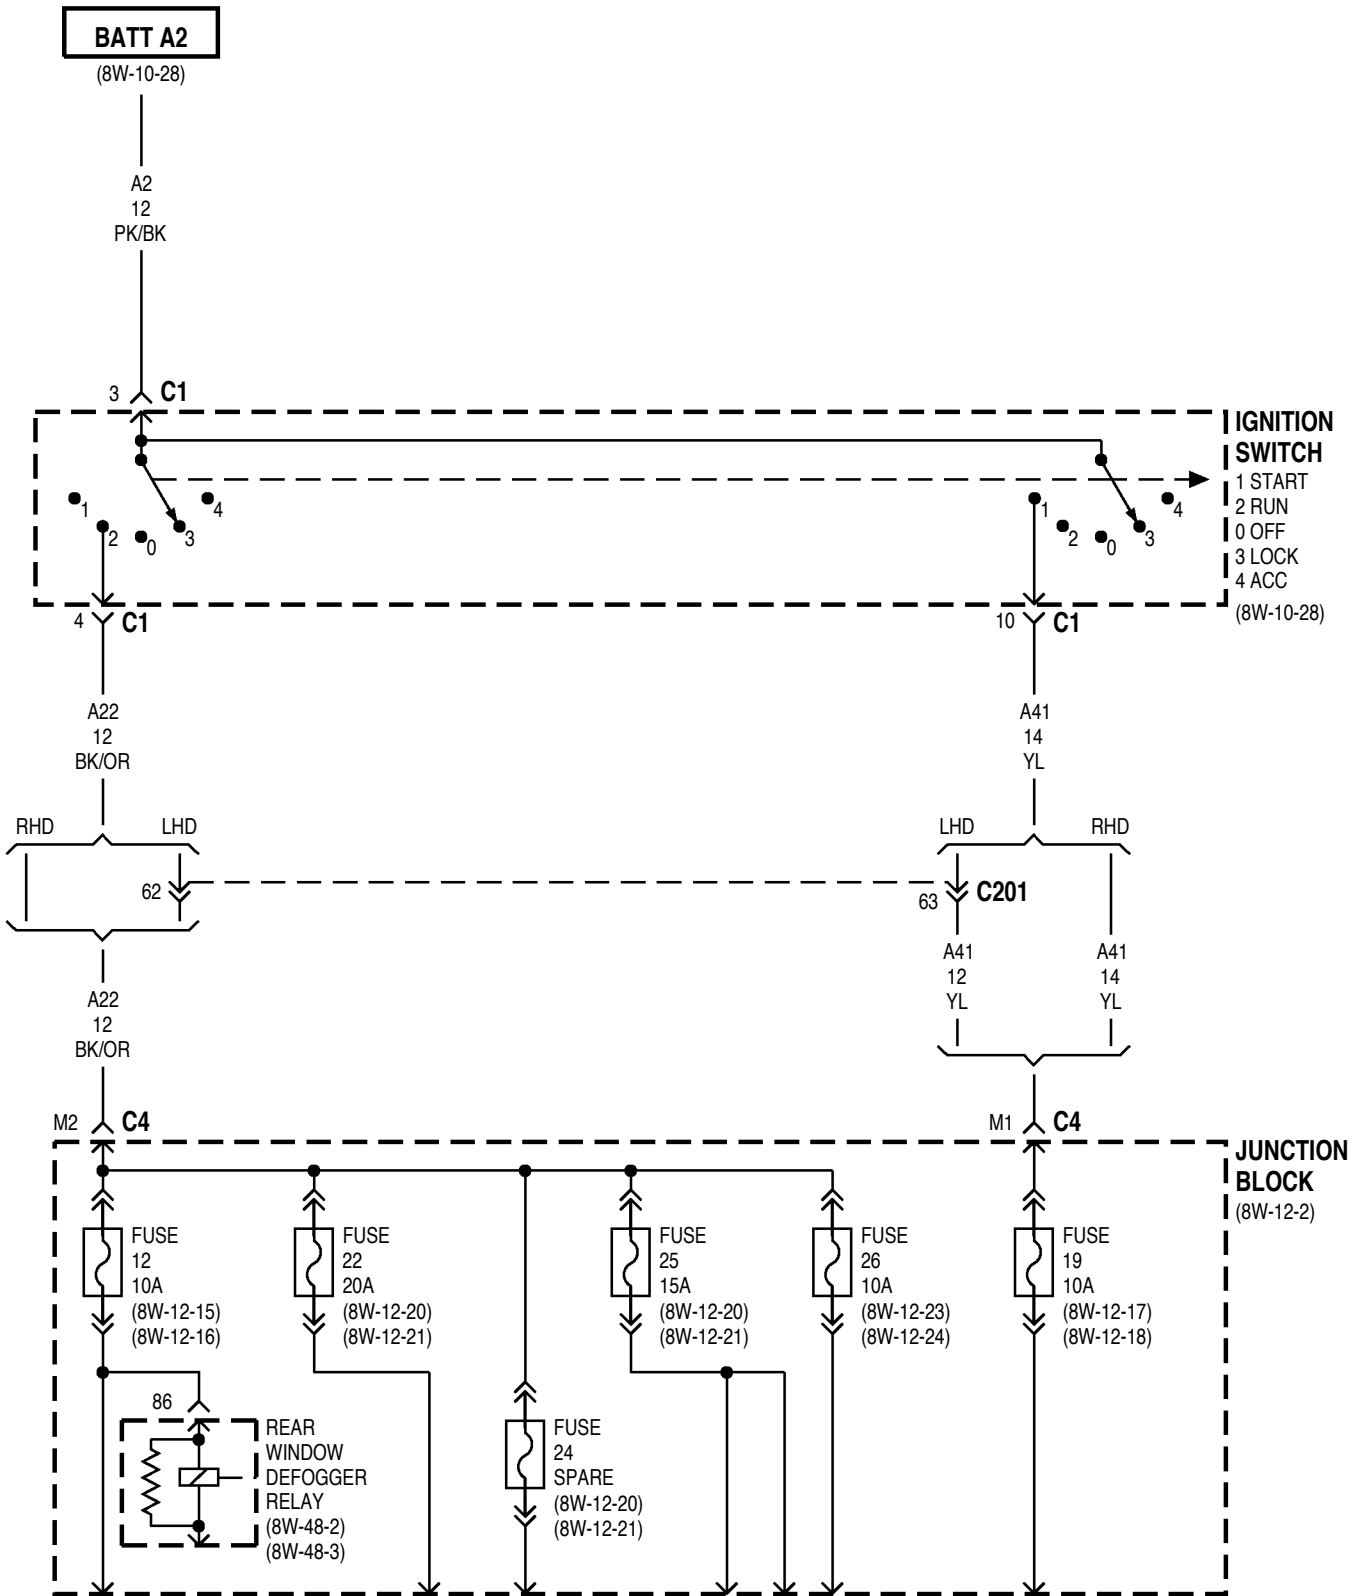 BATT A2
(8W-10-28)
A2
12
PK/BK
3
C1
IGNITION
SWITCH
1 START
2 RUN
0 OFF
3 LOCK
4 ACC
(8W-10-28)
1
2
0
3
4
1
2
0
3
4
4
C1
10
C1
A22
12
BK/OR
A41
14
YL
RHD
LHD
LHD
RHD
62
63
C201
A22
12
BK/OR
A41
12
YL
A41
14
YL
M2
C4
M1
C4
JUNCTION
BLOCK
(8W-12-2)
FUSE
12
10A
(8W-12-15)
(8W-12-16)
FUSE
22
20A
(8W-12-20)
(8W-12-21)
FUSE
25
15A
(8W-12-20)
(8W-12-21)
FUSE
26
10A
(8W-12-23)
(8W-12-24)
FUSE
19
10A
(8W-12-17)
(8W-12-18)
86
REAR
WINDOW
DEFOGGER
RELAY
(8W-48-2)
(8W-48-3)
FUSE
24
SPARE
(8W-12-20)
(8W-12-21)